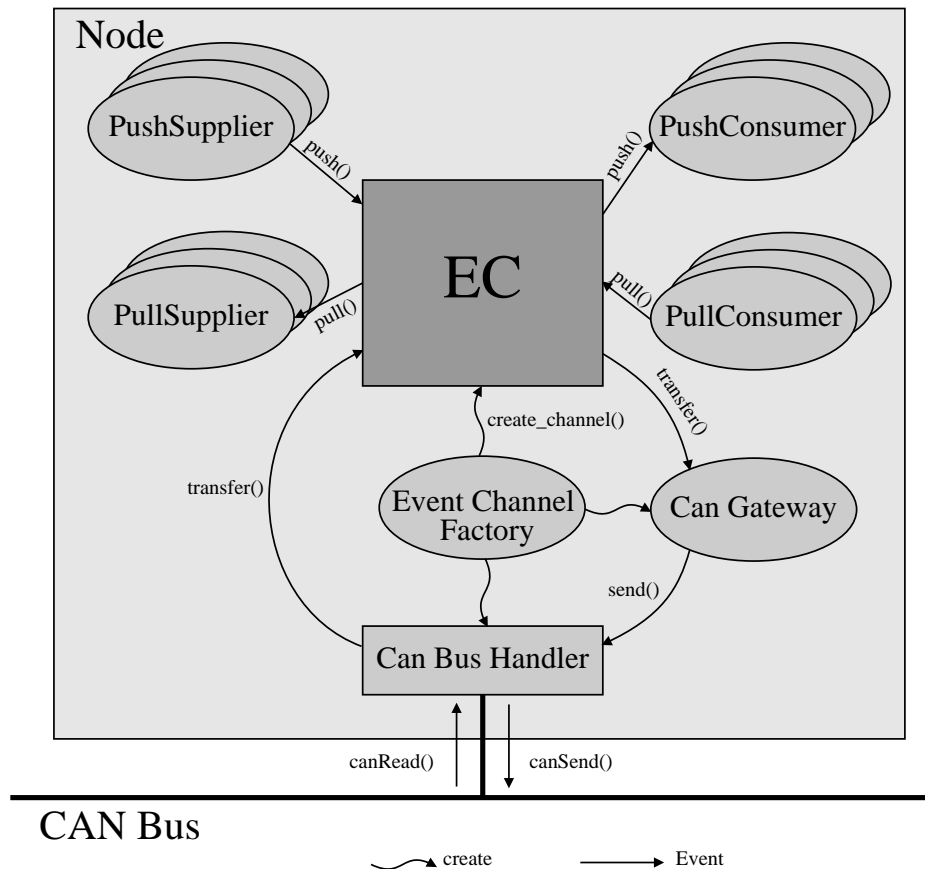 Node
PushSupplier
PushConsumer
push()
push()
EC
PullSupplier
pull()
pull()
PullConsumer
create_channel()
transfer()
transfer()
Event Channel
Factory
Can Gateway
send()
Can Bus Handler
canRead()
canSend()
CAN Bus
create
Event